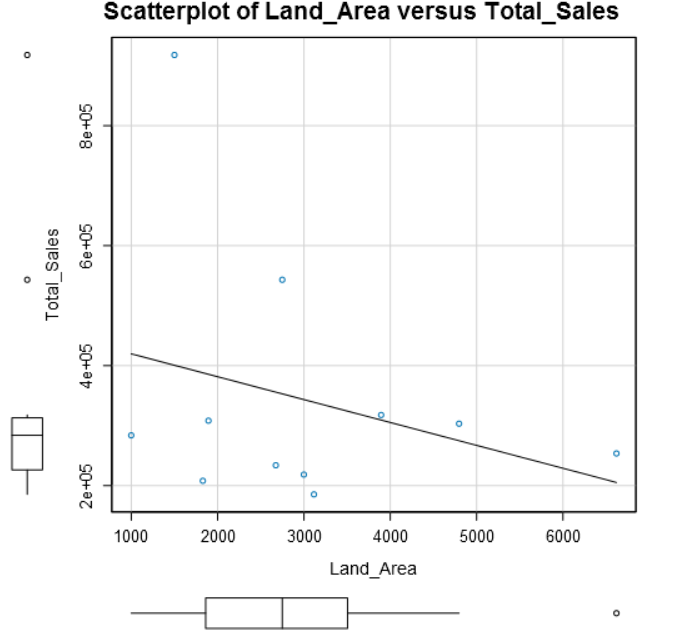 Scatterplot of Land_Area versus Total_Sales
8e+05
6e+05
4e+05
2e+05
Total_Sales
1000 2000 3000 4000 5000 6000
Land_Area